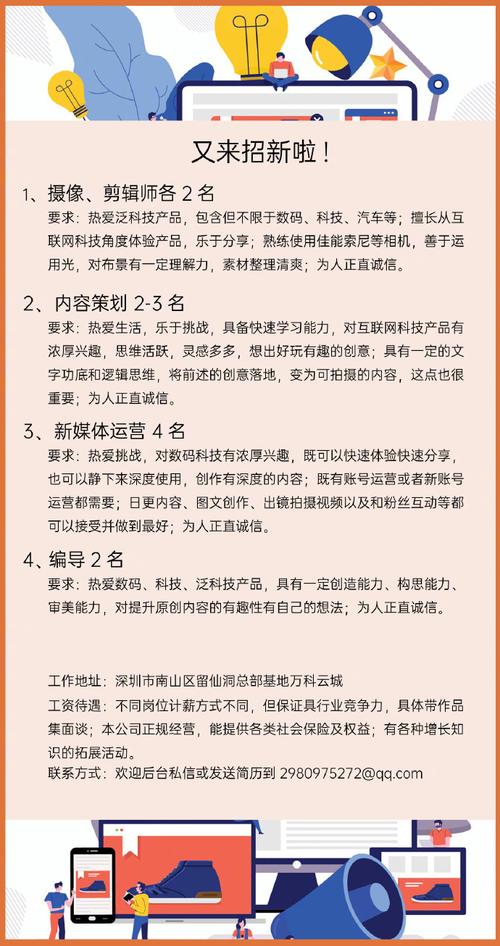 又来招新啦！
1、摄像、剪辑师各 2 名
要求：热爱泛科技产品，包含但不限于数码、科技、汽车等；擅长从互
联网科技角度体验产品，乐于分享；熟练使用佳能索尼等相机，善于运
用光，对布景有一定理解力，素材整理清爽；为人正直诚信。
2、内容策划 2-3 名
要求：热爱生活，乐于挑战，具备快速学习能力，对互联网科技产品有
浓厚兴趣，思维活跃，灵感多多，想出好玩有趣的创意；具有一定的文
字功底和逻辑思维，将前述的创意落地，变为可拍摄的内容，这点也很
重要；为人正直诚信。
3、新媒体运营 4 名
要求：热爱挑战，对数码科技有浓厚兴趣，既可以快速体验快速分享，
也可以静下来深度使用，创作有深度的内容；既有账号运营或者新账号
运营都需要；日更内容、图文创作、出镜拍摄视频以及和粉丝互动等都
可以接受并做到最好；为人正直诚信。
4、编导 2 名
要求：热爱数码、科技、泛科技产品，具有一定创造能力、构思能力、
审美能力，对提升原创内容的有趣性有自己的想法；为人正直诚信。
工作地址：深圳市南山区留仙洞总部基地万科云城
工资待遇：不同岗位计薪方式不同，但保证具行业竞争力，具体带作品
集面谈；本公司正规经营，能提供各类社会保险及权益；有各种增长知
识的拓展活动。
联系方式：欢迎后台私信或发送简历到 2980975272@qq.com